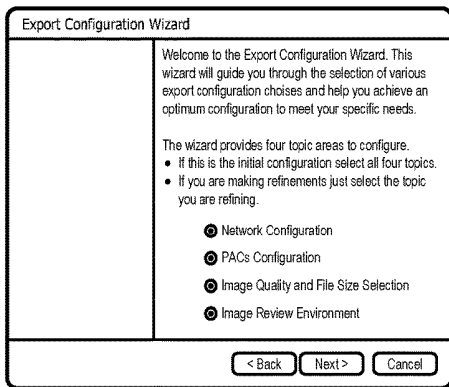 Export Configuration Wizard
Welcome to the Export Configuration Wizard. This
wizard will guide you through the selection of various
export configuration choises and help you achieve an
optimum configuration to meet your specific needs.
The wizard provides four topic areas to configure.
• If this is the initial configuration select all four topics.
• If you are making refinements just select the topic
you are refining.
Network Configuration
PACs Configuration
Image Quality and File Size Selection
Image Review Environment
< Back
Next >
Cancel